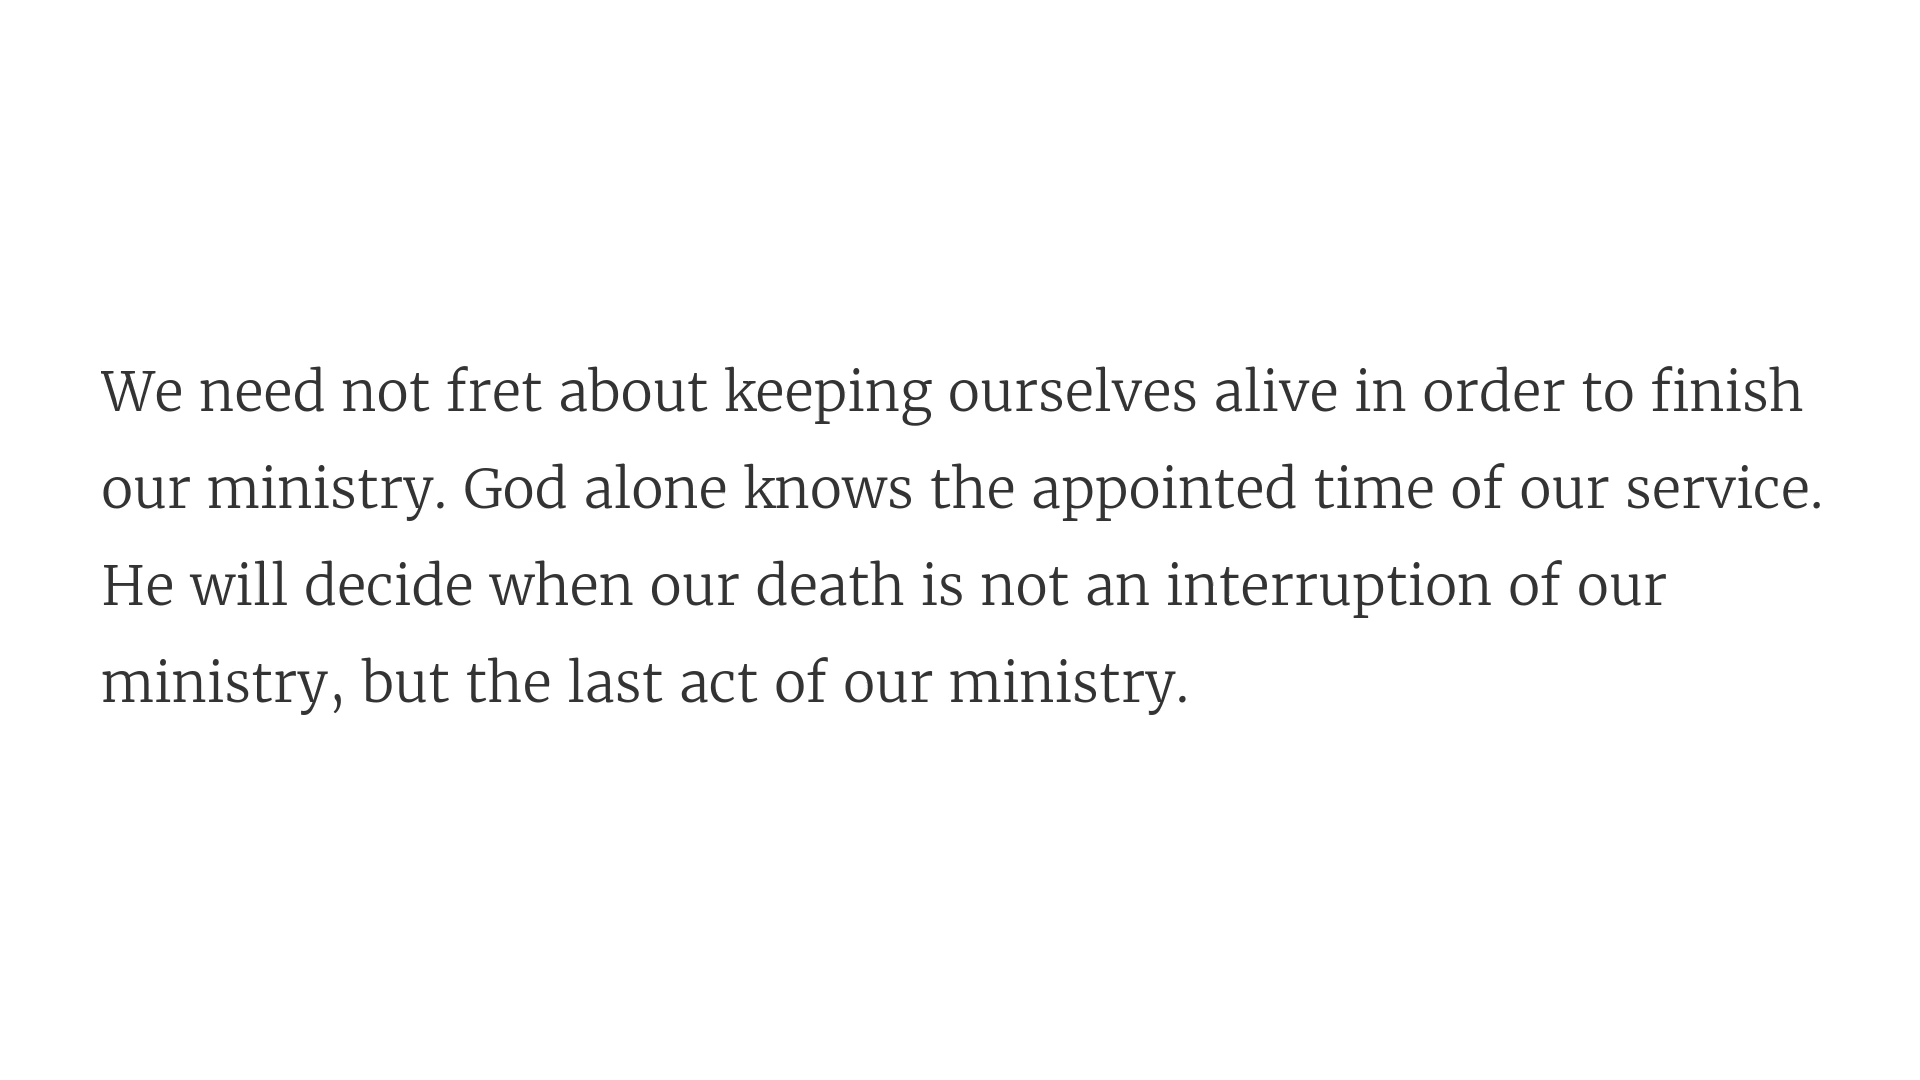 We need not fret about keeping ourselves alive in order to finish
our ministry. God alone knows the appointed time of our service.
He will decide when our death is not an interruption of our
ministry, but the last act of our ministry.